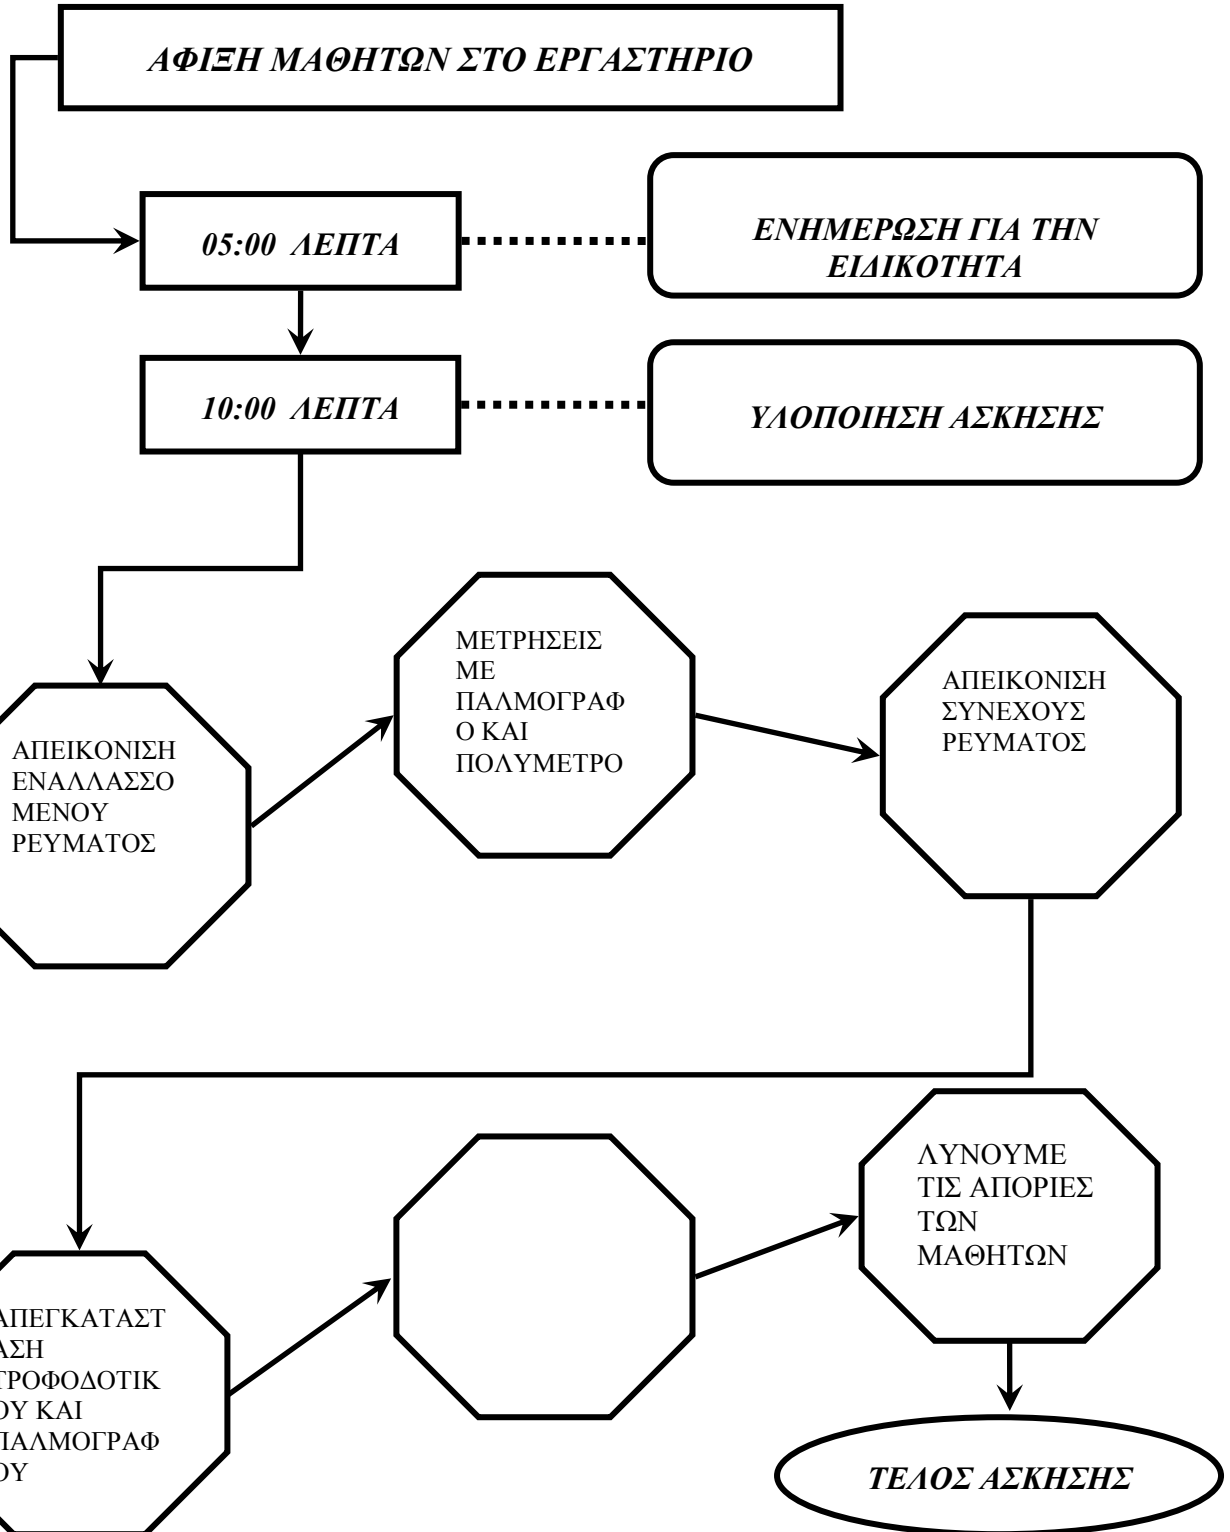 ΑΦΙΞΗ ΜΑΘΗΤΩΝ ΣΤΟ ΕΡΓΑΣΤΗΡΙΟ
05:00 ΛΕΠΤΑ
ΕΝΗΜΕΡΩΣΗ ΓΙΑ ΤΗΝ
ΕΙΔΙΚΟΤΗΤΑ
10:00 ΛΕΠΤΑ
ΥΛΟΠΟΙΗΣΗ ΑΣΚΗΣΗΣ
ΑΠΕΙΚΟΝΙΣΗ
ΕΝΑΛΛΑΣΣΟ
ΜΕΝΟΥ
ΡΕΥΜΑΤΟΣ
ΜΕΤΡΗΣΕΙΣ
ΜΕ
ΠΑΛΜΟΓΡΑΦ
Ο ΚΑΙ
ΠΟΛΥΜΕΤΡΟ
ΑΠΕΙΚΟΝΙΣΗ
ΣΥΝΕΧΟΥΣ
ΡΕΥΜΑΤΟΣ
ΑΠΕΓΚΑΤΑΣΤ
ΑΣΗ
ΤΡΟΦΟΔΟΤΙΚ
ΟΥ ΚΑΙ
ΠΑΛΜΟΓΡΑΦ
ΟΥ
ΛΥΝΟΥΜΕ
ΤΙΣ ΑΠΟΡΙΕΣ
ΤΩΝ
ΜΑΘΗΤΩΝ
ΤΕΛΟΣ ΑΣΚΗΣΗΣ